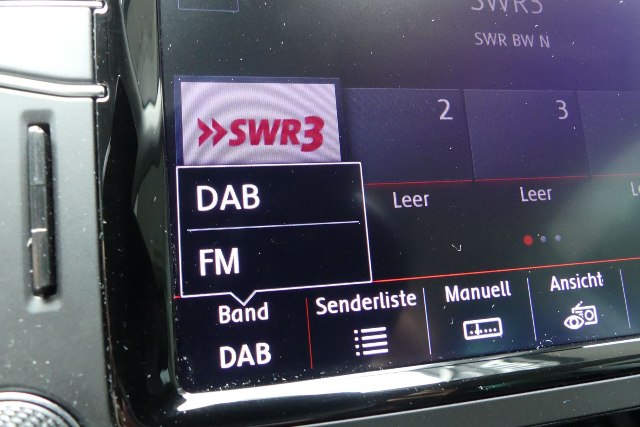 SWR3
SWR BW N
SWR3
2
3
DAB
Leer
Leer
FM
Band
DAB
Senderliste
Manuell
Ansicht